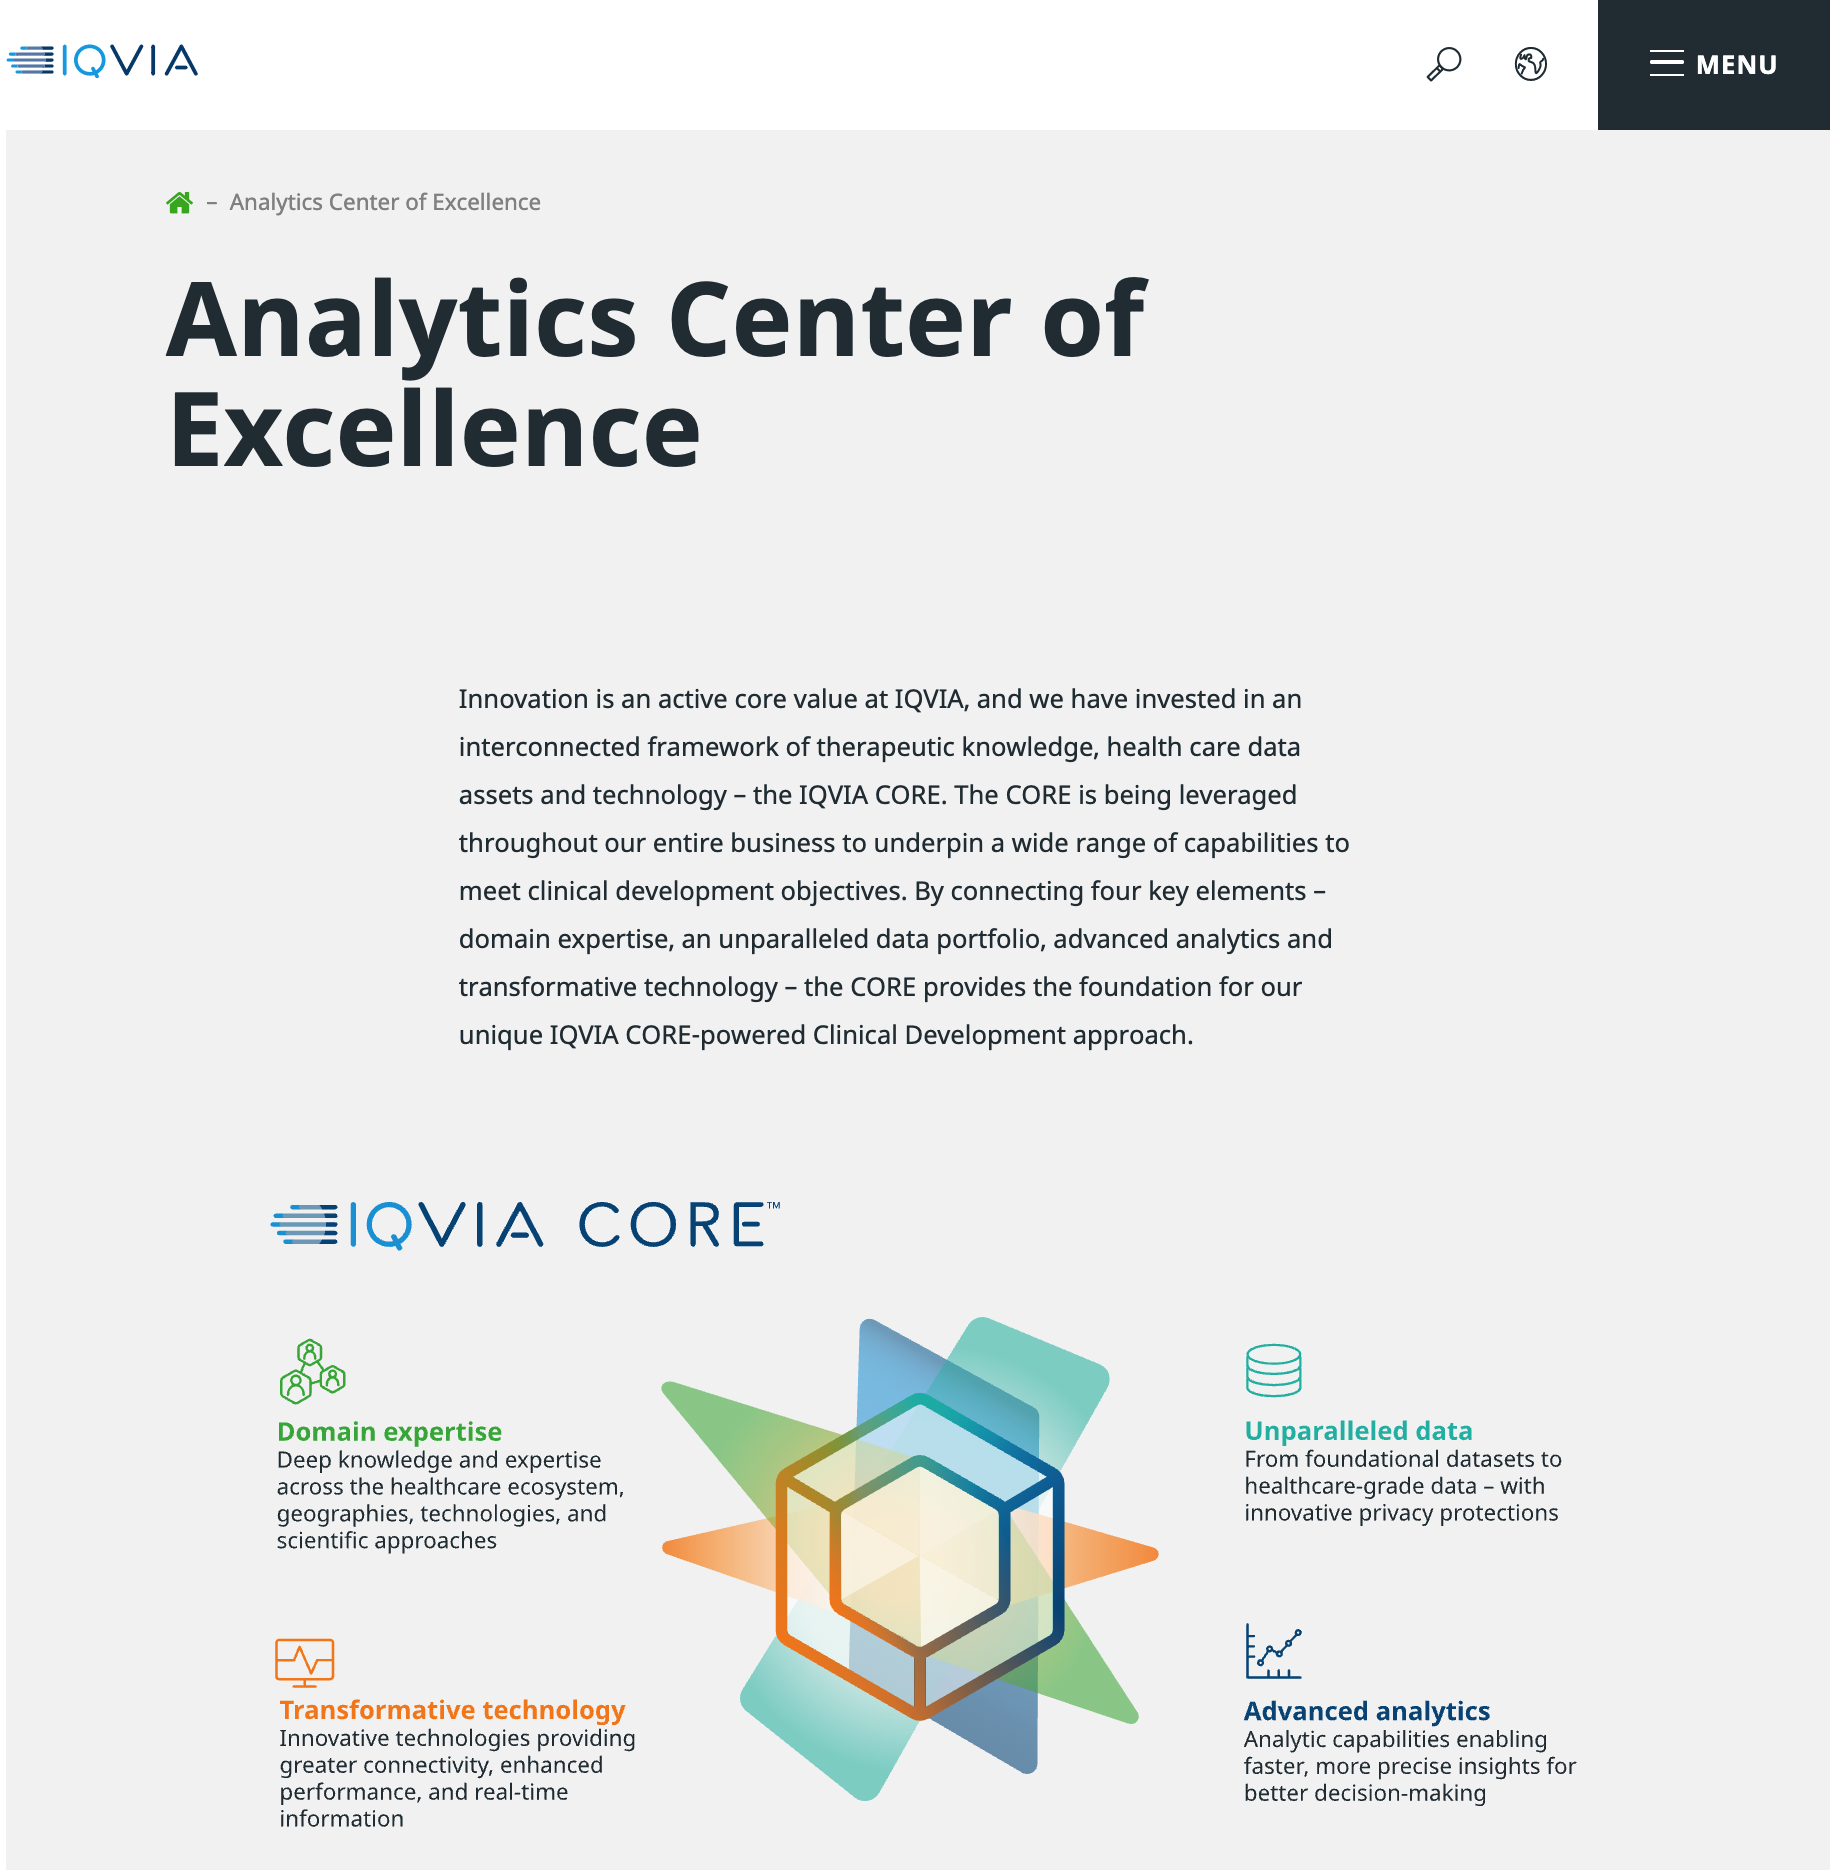 IQVIA
MENU
– Analytics Center of Excellence
Analytics Center of
Excellence
Innovation is an active core value at IQVIA, and we have invested in an
interconnected framework of therapeutic knowledge, health care data
assets and technology – the IQVIA CORE. The CORE is being leveraged
throughout our entire business to underpin a wide range of capabilities to
meet clinical development objectives. By connecting four key elements –
domain expertise, an unparalleled data portfolio, advanced analytics and
transformative technology – the CORE provides the foundation for our
unique IQVIA CORE-powered Clinical Development approach.
IQVIA CORE™
Domain expertise
Deep knowledge and expertise
across the healthcare ecosystem,
geographies, technologies, and
scientific approaches
Unparalleled data
From foundational datasets to
healthcare-grade data – with
innovative privacy protections
Transformative technology
Innovative technologies providing
greater connectivity, enhanced
performance, and real-time
information
Advanced analytics
Analytic capabilities enabling
faster, more precise insights for
better decision-making